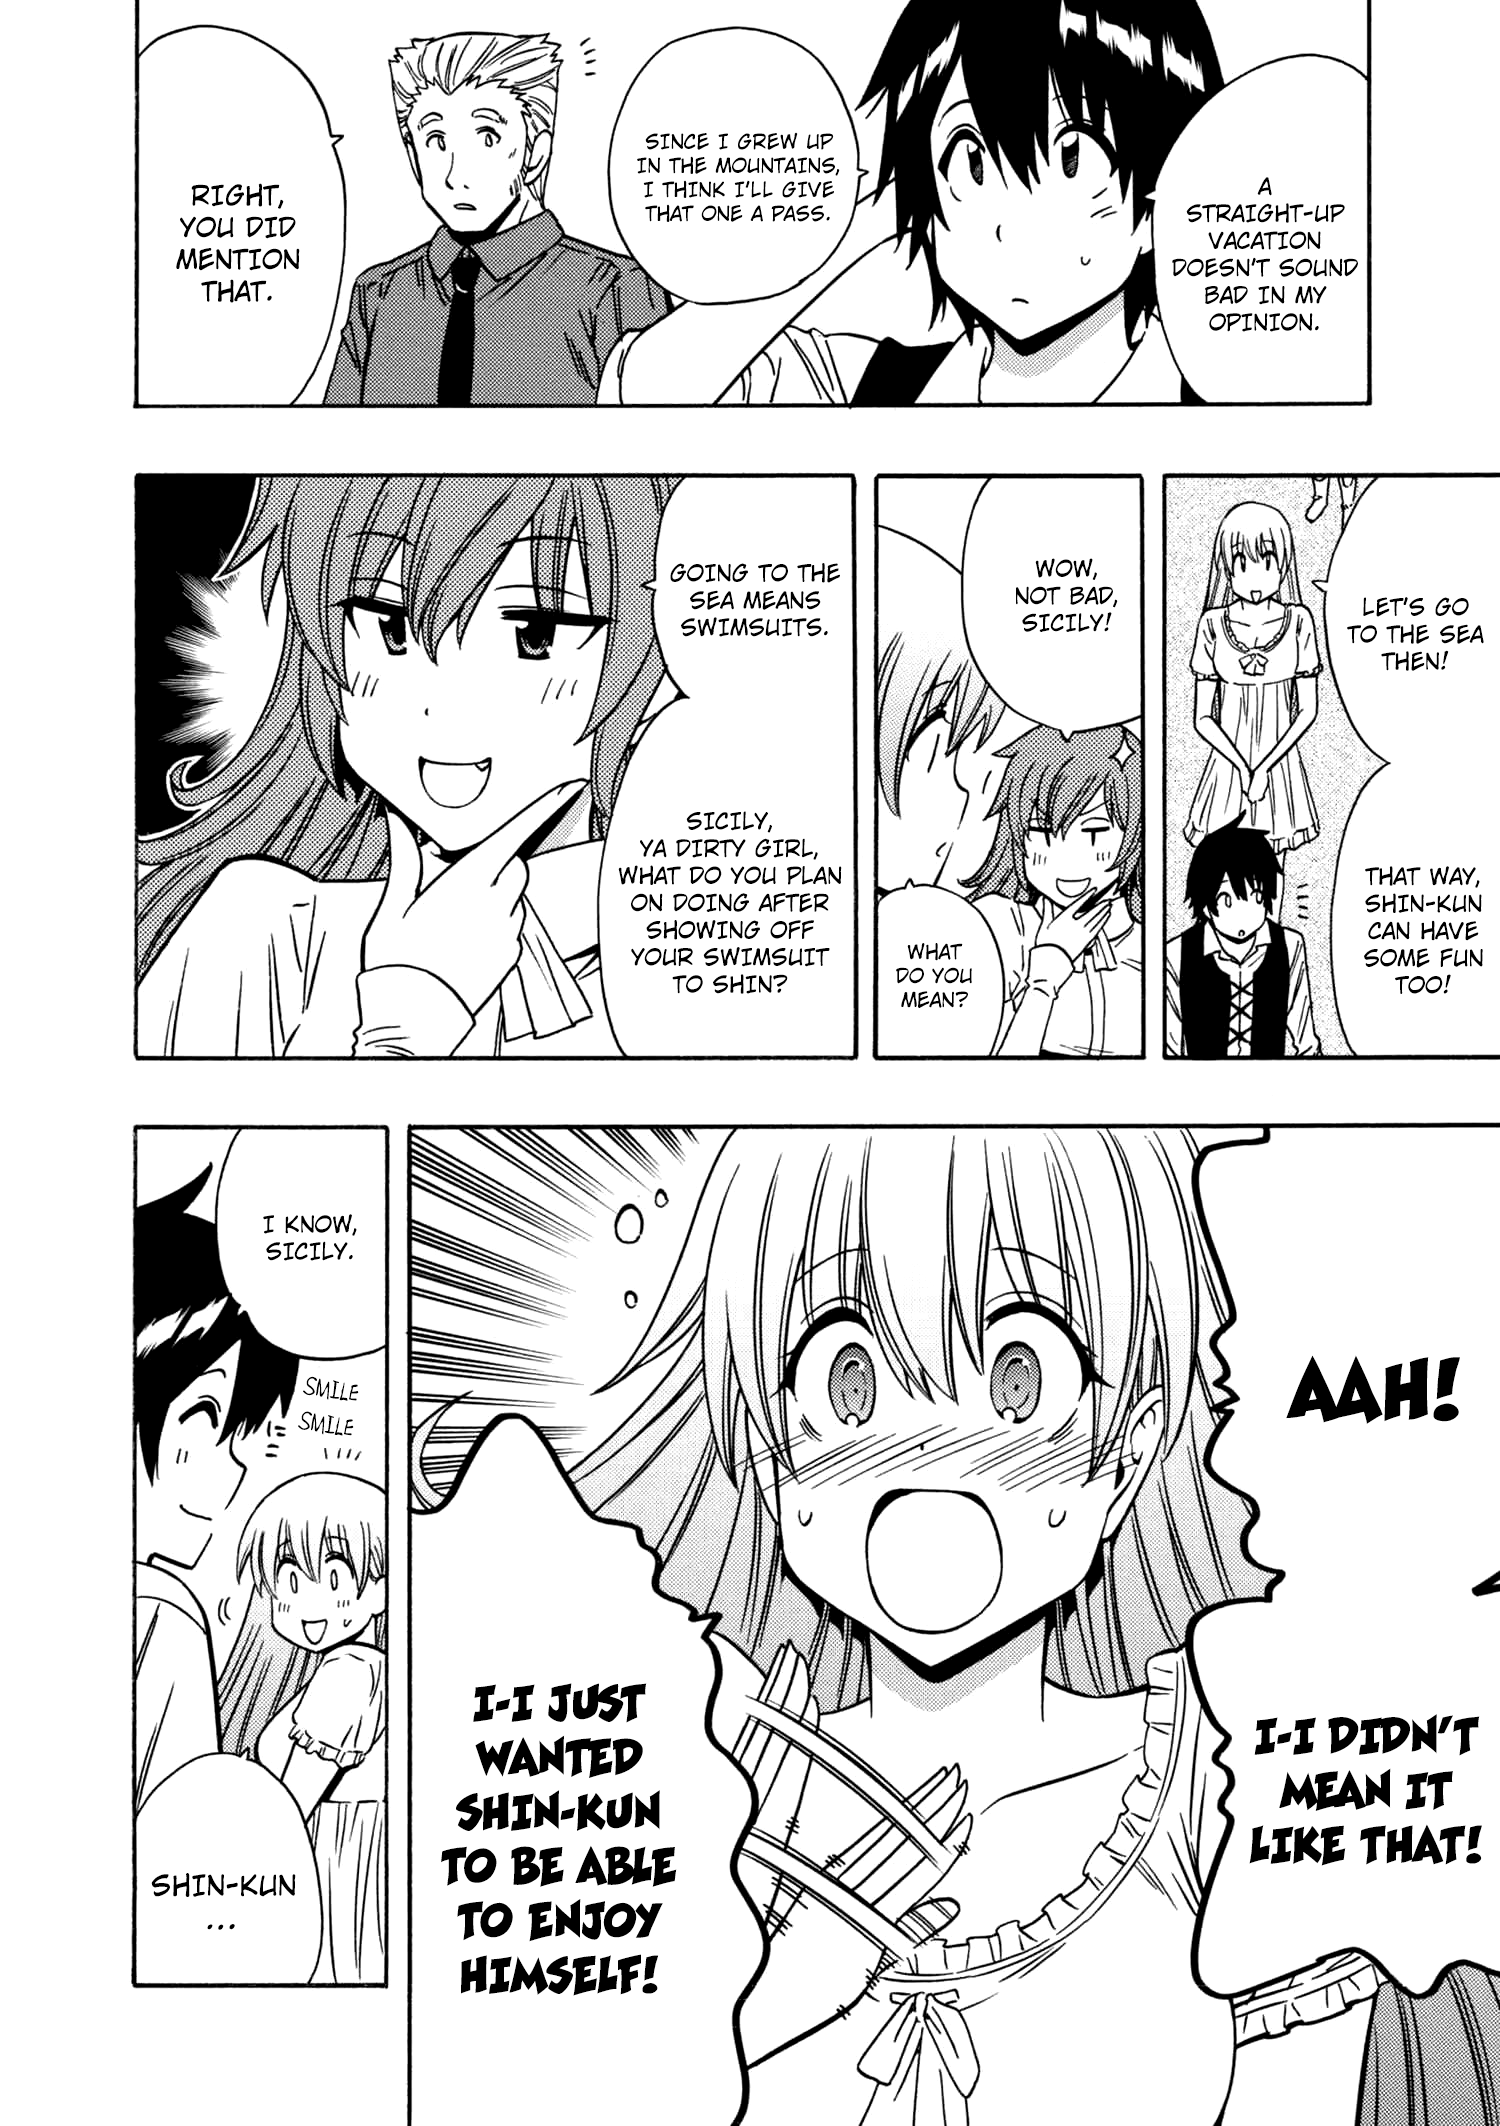 A
STRAIGHT-UP
VACATION
DOESN'T SOUND
BAD IN MY
OPINION.
SINCE I GREW UP
IN THE MOUNTAINS,
I THINK I'LL GIVE
THAT ONE A PASS.
RIGHT,
YOU DID
MENTION
THAT.
LET'S GO
TO THE SEA
THEN!
THAT WAY,
SHIN-KUN
CAN HAVE
SOME FUN
TOO!
WOW,
NOT BAD,
SICILY!
WHAT
DO YOU
MEAN?
GOING TO THE
SEA MEANS
SWIMSUITS.
SICILY,
YA DIRTY GIRL,
WHAT DO YOU PLAN
ON DOING AFTER
SHOWING OFF
YOUR SWIMSUIT
TO SHIN?
AAH!
I-I DIDN'T
MEAN IT
LIKE THAT!
I-I JUST
WANTED
SHIN-KUN
TO BE ABLE
TO ENJOY
HIMSELF!
I KNOW,
SICILY.
SMILE
SMILE
SHIN-KUN
...